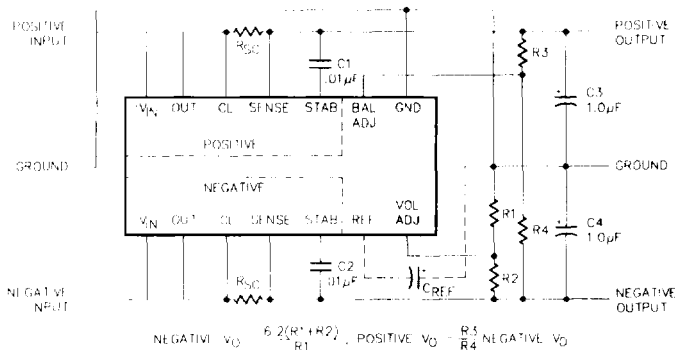 POSITIVE INPUT
RSC
C1
.01µF
R3
POSITIVE OUTPUT
C3
1.0µF
VIN OUT CL SENSE STAB BAL ADJ GND
POSITIVE
GROUND
GROUND
NEGATIVE
VIN OUT CL SENSE STAB REF VOL ADJ
R1
R4
C4
1.0µF
R2
NEGATIVE INPUT
RSC
C2
.01µF
CREF
NEGATIVE OUTPUT
NEGATIVE VO 6.2(R1+R2) R1 , POSITIVE VO R3 R4 NEGATIVE VO